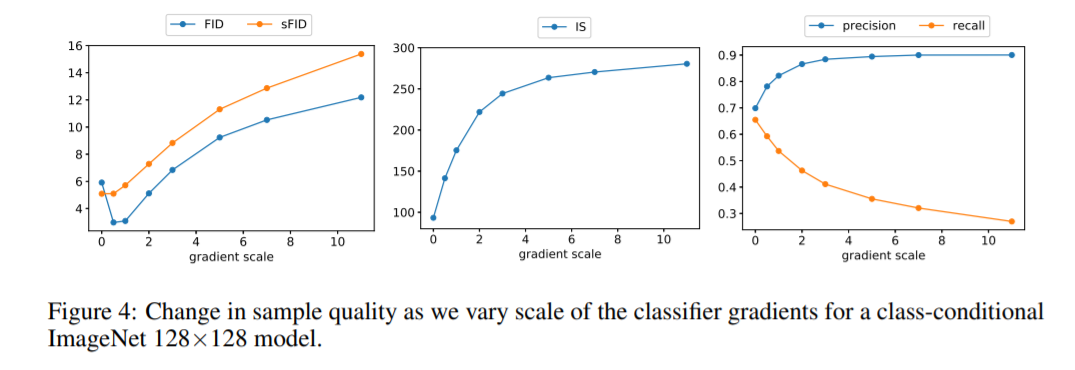 FID sFID
16
14
12
10
8
6
4
0 2 4 6 8 10
gradient scale
IS
300
250
200
150
100
0 2 4 6 8 10
gradient scale
precision recall
0.9
0.8
0.7
0.6
0.5
0.4
0.3
0 2 4 6 8 10
gradient scale
Figure 4: Change in sample quality as we vary scale of the classifier gradients for a class-conditional
ImageNet 128×128 model.